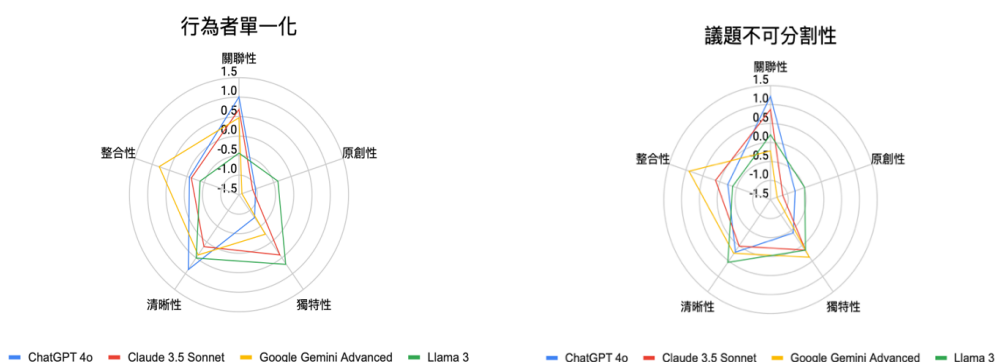 行為者單一化
關聯性
1.5
1.0
0.5
0.0
-0.5
-1.0
-1.5
整合性
原創性
清晰性
獨特性
ChatGPT 4o
Claude 3.5 Sonnet
Google Gemini Advanced
Llama 3
議題不可分割性
關聯性
1.5
1.0
0.5
0.0
-0.5
-1.0
-1.5
整合性
原創性
清晰性
獨特性
ChatGPT 4o
Claude 3.5 Sonnet
Google Gemini Advanced
Llama 3